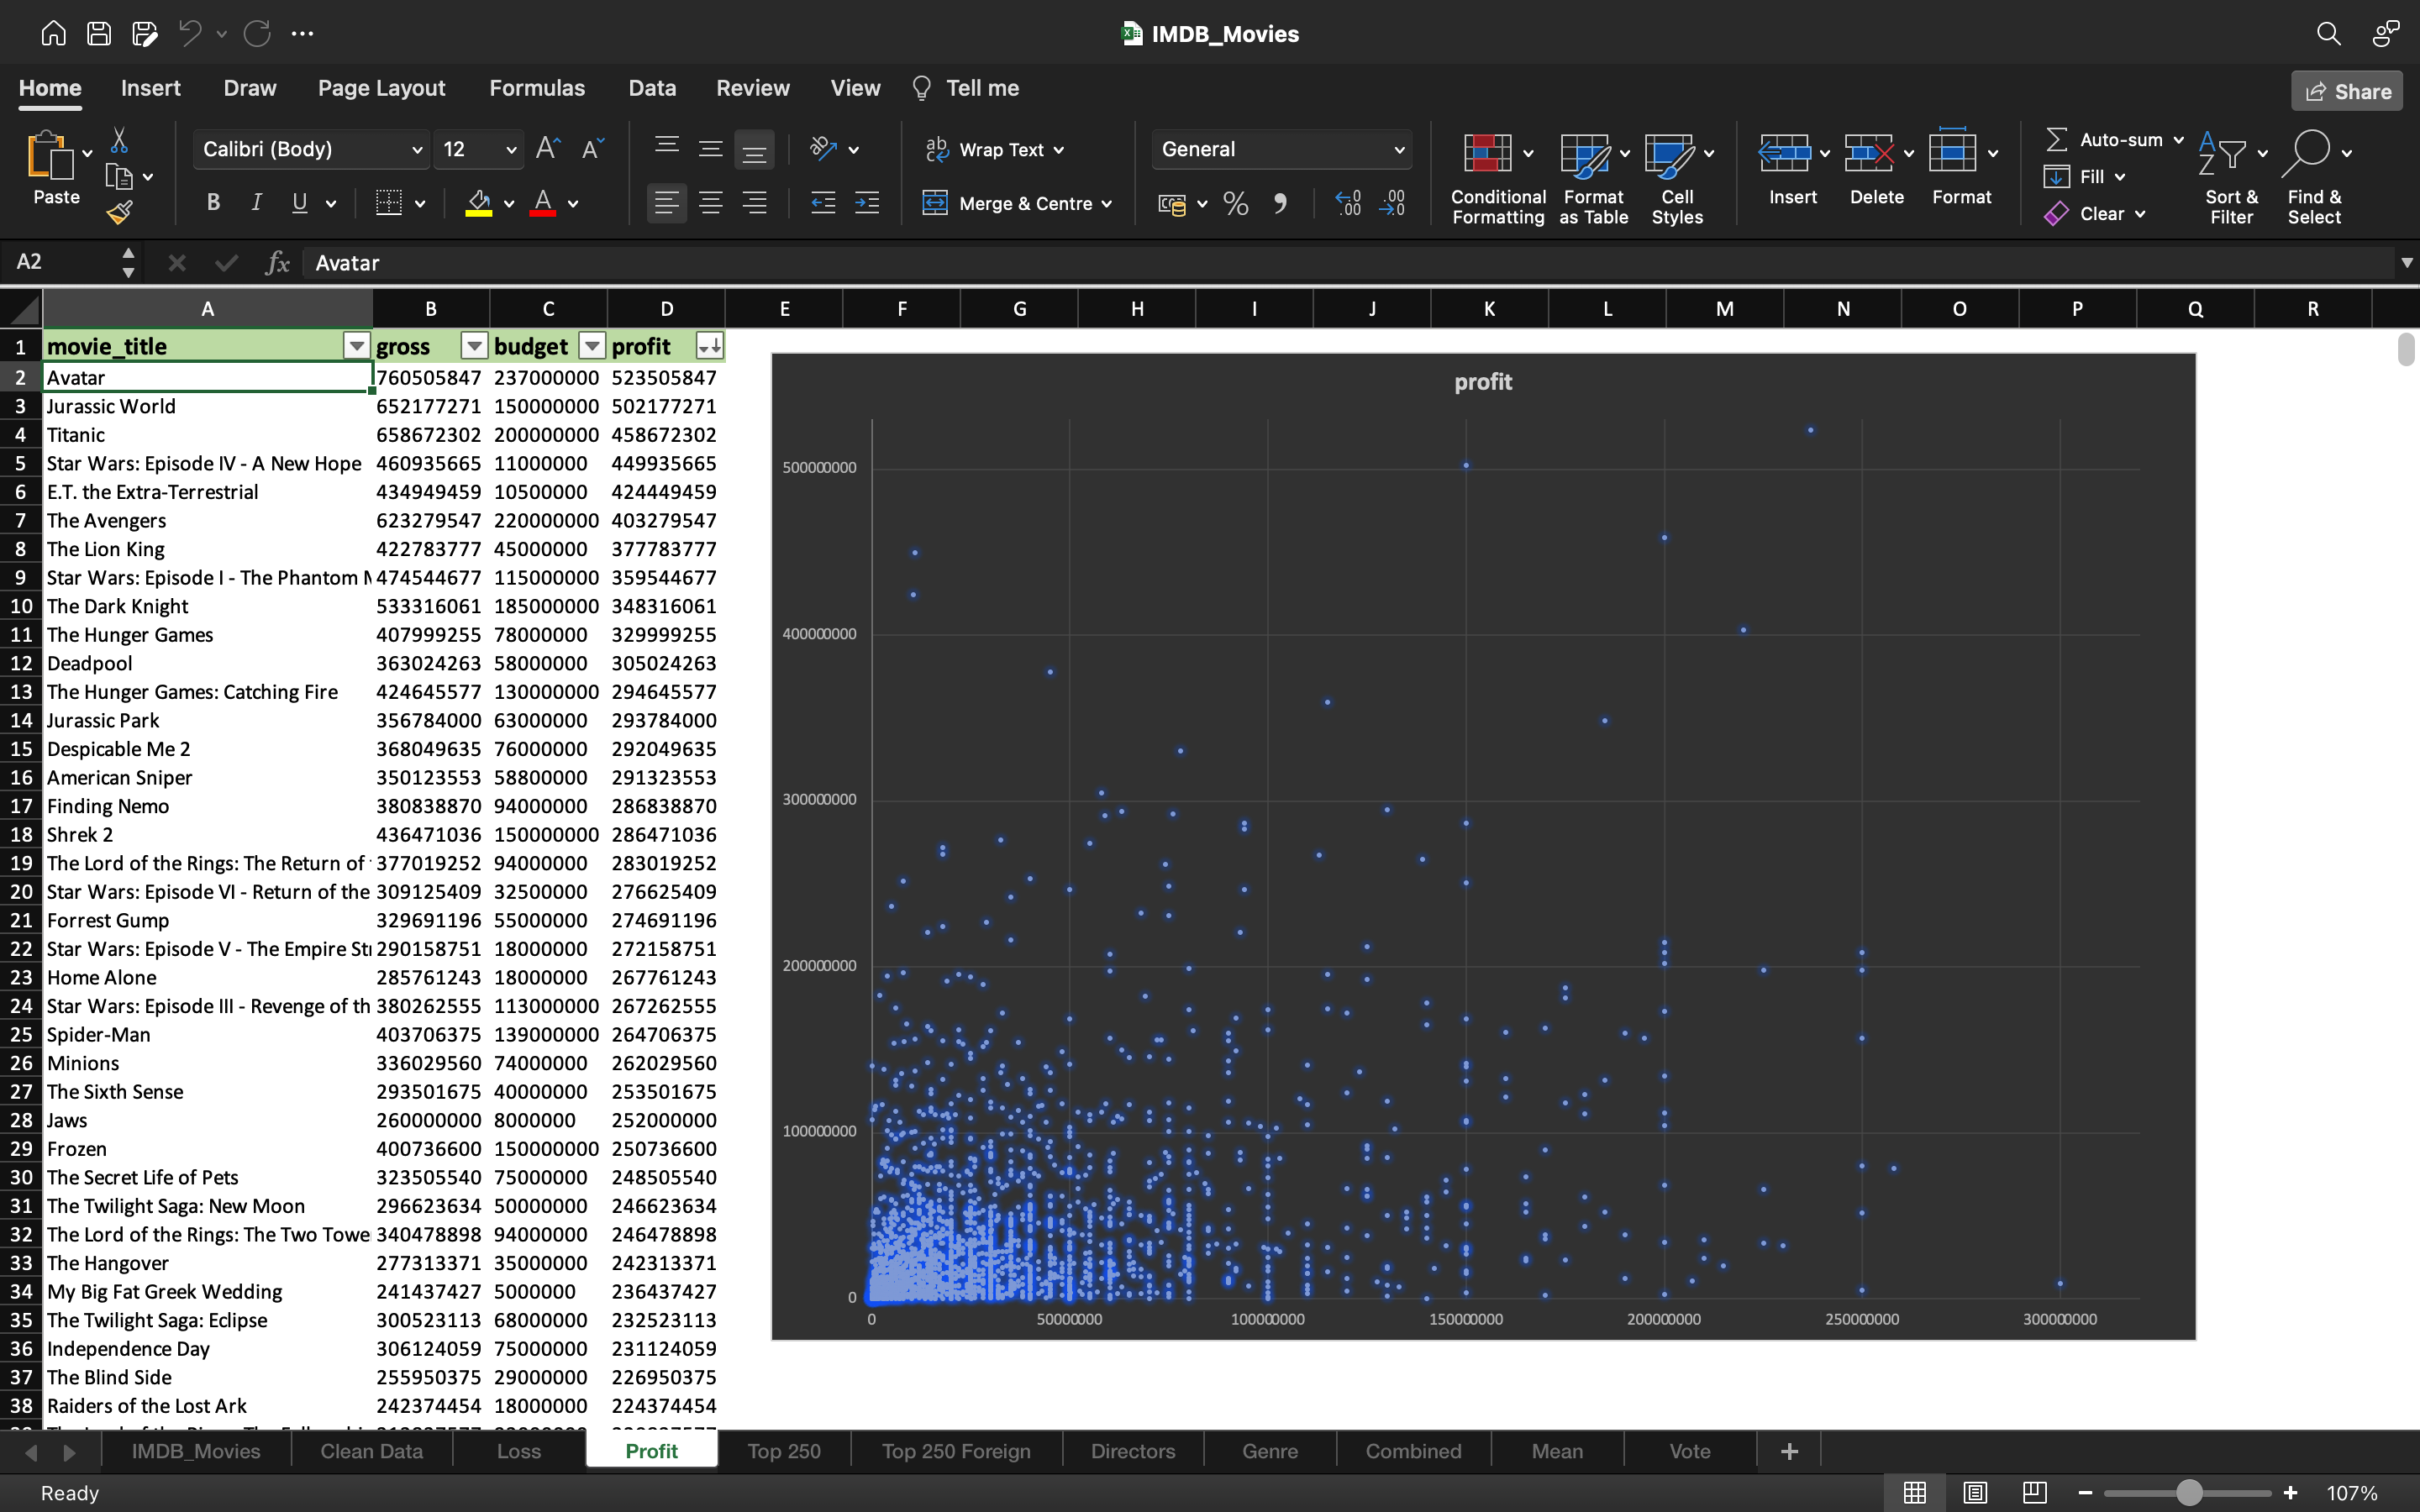 IMDB_Movies
Home Insert Draw Page Layout Formulas Data Review View Tell me Share
Calibri (Body) 12 Wrap Text General Auto-sum
Paste B I U A Merge & Centre % Conditional Formatting Format as Table Cell Styles Insert Delete Format Fill Clear Sort & Filter Find & Select
A2 fx Avatar
A B C D E F G H I J K L M N O P Q R
1 movie_title gross budget profit
2 Avatar 760505847 237000000 523505847
3 Jurassic World 652177271 150000000 502177271
4 Titanic 658672302 200000000 458672302
5 Star Wars: Episode IV - A New Hope 460935665 11000000 449935665
6 E.T. the Extra-Terrestrial 434949459 10500000 424449459
7 The Avengers 623279547 220000000 403279547
8 The Lion King 422783777 45000000 377783777
9 Star Wars: Episode I - The Phantom 474544677 115000000 359544677
10 The Dark Knight 533316061 185000000 348316061
11 The Hunger Games 407999255 78000000 329999255
12 Deadpool 363024263 58000000 305024263
13 The Hunger Games: Catching Fire 424645577 130000000 294645577
14 Jurassic Park 356784000 63000000 293784000
15 Despicable Me 2 368049635 76000000 292049635
16 American Sniper 350123553 58800000 291323553
17 Finding Nemo 380838870 94000000 286838870
18 Shrek 2 436471036 150000000 286471036
19 The Lord of the Rings: The Return of 377019252 94000000 283019252
20 Star Wars: Episode VI - Return of the 309125409 32500000 276625409
21 Forrest Gump 329691196 55000000 274691196
22 Star Wars: Episode V - The Empire Str 290158751 18000000 272158751
23 Home Alone 285761243 18000000 267761243
24 Star Wars: Episode III - Revenge of th 380262555 113000000 267262555
25 Spider-Man 403706375 139000000 264706375
26 Minions 336029560 74000000 262029560
27 The Sixth Sense 293501675 40000000 253501675
28 Jaws 260000000 8000000 252000000
29 Frozen 400736600 150000000 250736600
30 The Secret Life of Pets 323505540 75000000 248505540
31 The Twilight Saga: New Moon 296623634 50000000 246623634
32 The Lord of the Rings: The Two Towe 340478898 94000000 246478898
33 The Hangover 277313371 35000000 242313371
34 My Big Fat Greek Wedding 241437427 5000000 236437427
35 The Twilight Saga: Eclipse 300523113 68000000 232523113
36 Independence Day 306124059 75000000 231124059
37 The Blind Side 255950375 29000000 226950375
38 Raiders of the Lost Ark 242374454 18000000 224374454
profit
500000000
400000000
300000000
200000000
100000000
0
0 50000000 100000000 150000000 200000000 250000000 300000000
IMDB_Movies Clean Data Loss Profit Top 250 Top 250 Foreign Directors Genre Combined Mean Vote +
Ready 107%